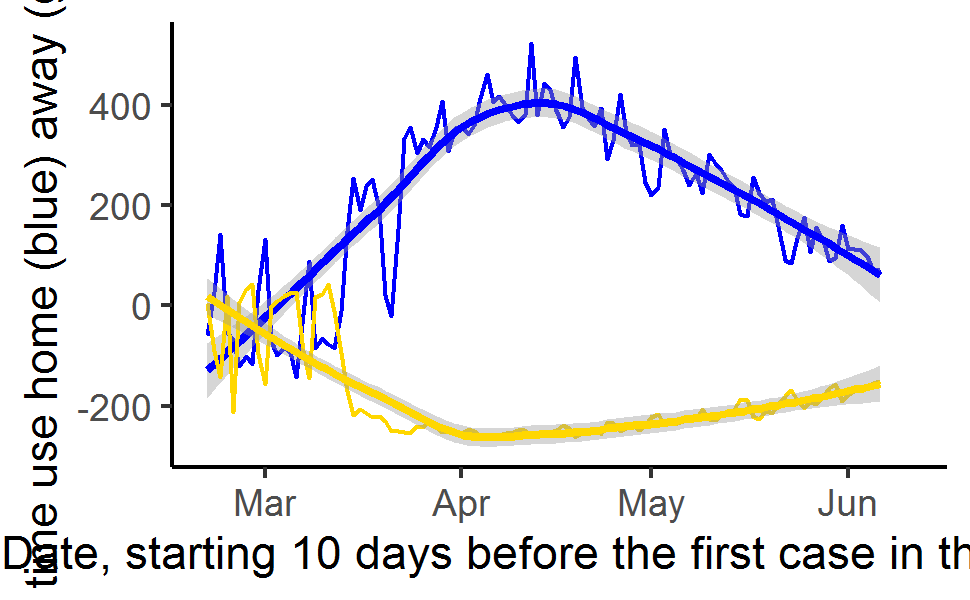 time use home (blue) away (
400
200
0
-200
Mar Apr May Jun
Date, starting 10 days before the first case in th